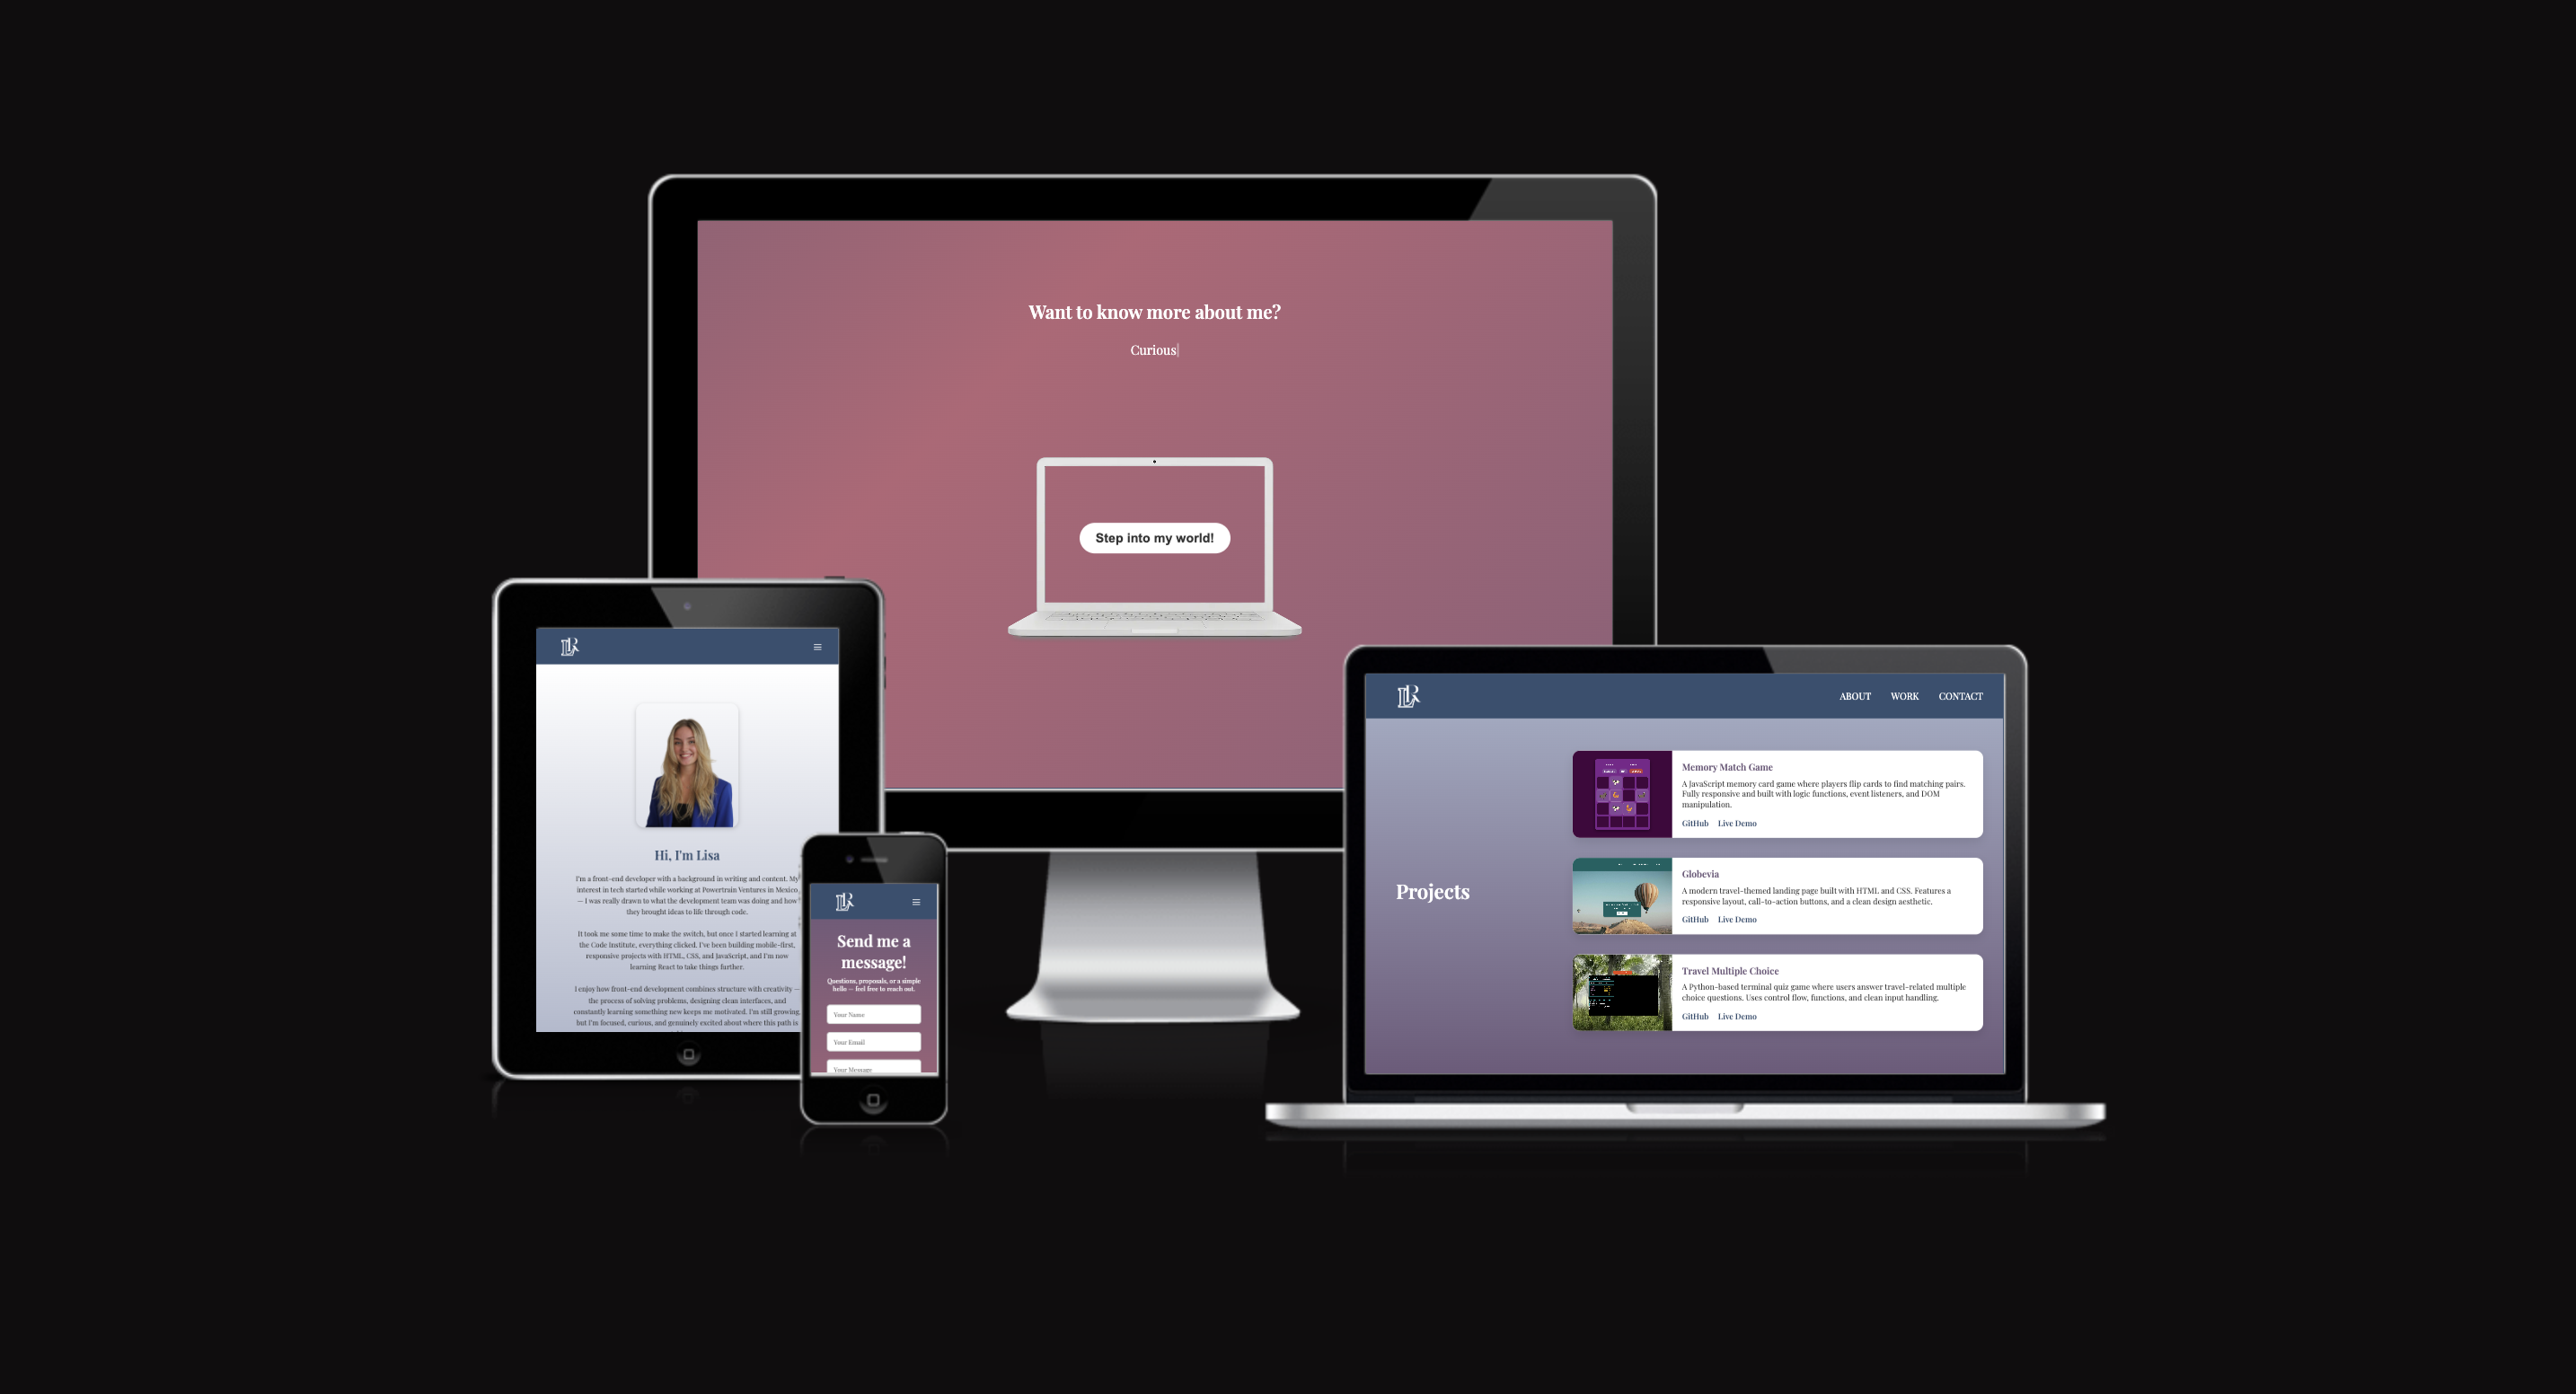 Want to know more about me?
Curious
Step into my world!
Hi, I'm Lisa
I'm a front-end developer with a background in writing and content. My
interest in tech started while working at Powertrain Ventures in Mexico
— I was really drawn to what the development team was doing and how
they brought ideas to life through code.
It took me some time to make the switch, but once I started learning at
the Code Institute, everything clicked. I've been building mobile-first,
responsive projects with HTML, CSS, and JavaScript, and I'm now
learning React to take things further.
I enjoy how front-end development combines structure with creativity —
the process of solving problems, designing clean interfaces, and
constantly learning something new keeps me motivated. I'm still growing,
but I'm focused, curious, and genuinely excited about where this path is
LR
Send me a
message!
Questions, proposals, or a simple
hello — feel free to reach out.
Your Name
Your Email
Your Message
LR
ABOUT WORK CONTACT
Projects
Memory Match Game
A JavaScript memory card game where players flip cards to find matching pairs.
Fully responsive and built with logic functions, event listeners, and DOM
manipulation.
GitHub Live Demo
Globevia
A modern travel-themed landing page built with HTML and CSS. Features a
responsive layout, call-to-action buttons, and a clean design aesthetic.
GitHub Live Demo
Travel Multiple Choice
A Python-based terminal quiz game where users answer travel-related multiple
choice questions. Uses control flow, functions, and clean input handling.
GitHub Live Demo